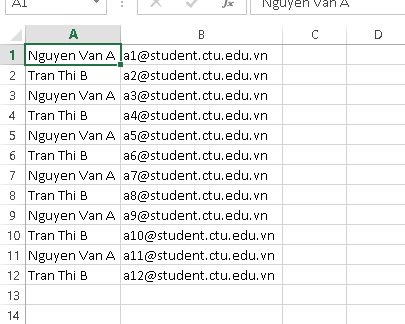 A1 fx Nguyen Van A
A B C D
1 Nguyen Van A a1@student.ctu.edu.vn
2 Tran Thi B a2@student.ctu.edu.vn
3 Nguyen Van A a3@student.ctu.edu.vn
4 Tran Thi B a4@student.ctu.edu.vn
5 Nguyen Van A a5@student.ctu.edu.vn
6 Tran Thi B a6@student.ctu.edu.vn
7 Nguyen Van A a7@student.ctu.edu.vn
8 Tran Thi B a8@student.ctu.edu.vn
9 Nguyen Van A a9@student.ctu.edu.vn
10 Tran Thi B a10@student.ctu.edu.vn
11 Nguyen Van A a11@student.ctu.edu.vn
12 Tran Thi B a12@student.ctu.edu.vn
13
14